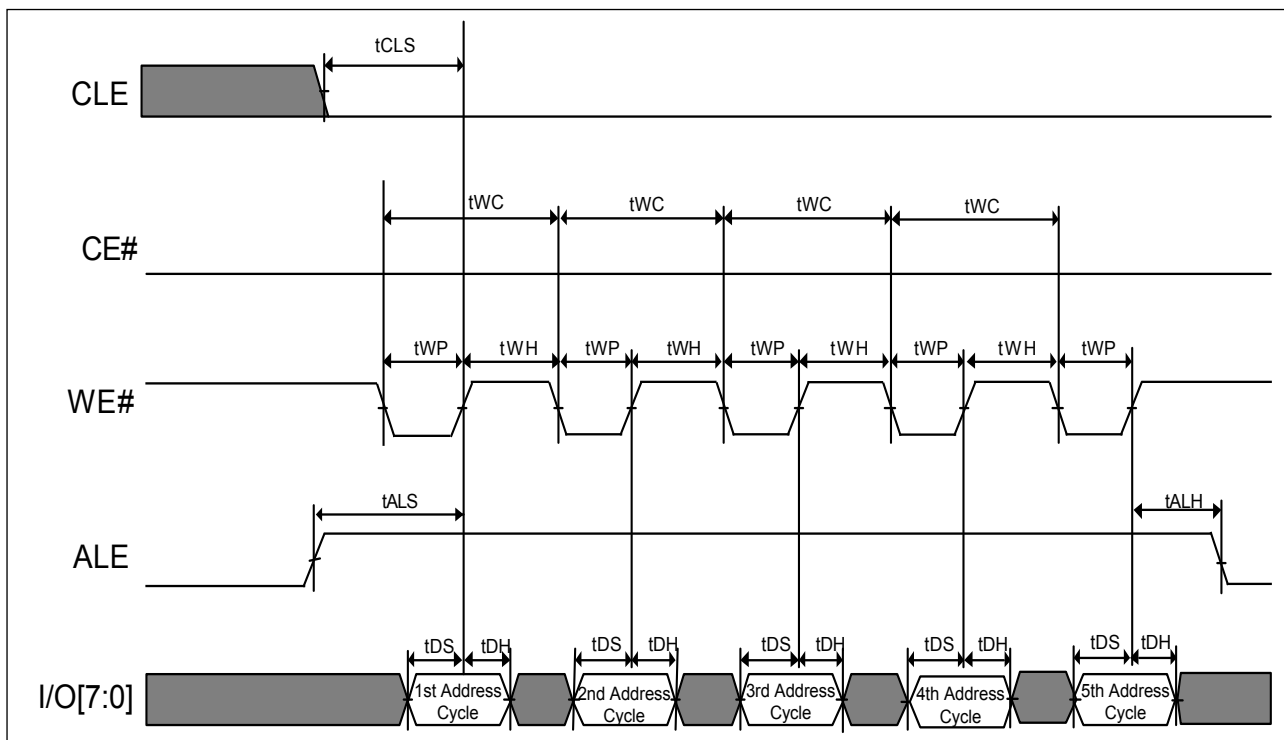 tCLS
CLE
tWC tWC tWC tWC
CE#
tWP tWH tWP tWH tWP tWH tWP tWH tWP
WE#
tALS tALH
ALE
tDS tDH tDS tDH tDS tDH tDS tDH tDS tDH
I/O[7:0]
1st Address Cycle
2nd Address Cycle
3rd Address Cycle
4th Address Cycle
5th Address Cycle